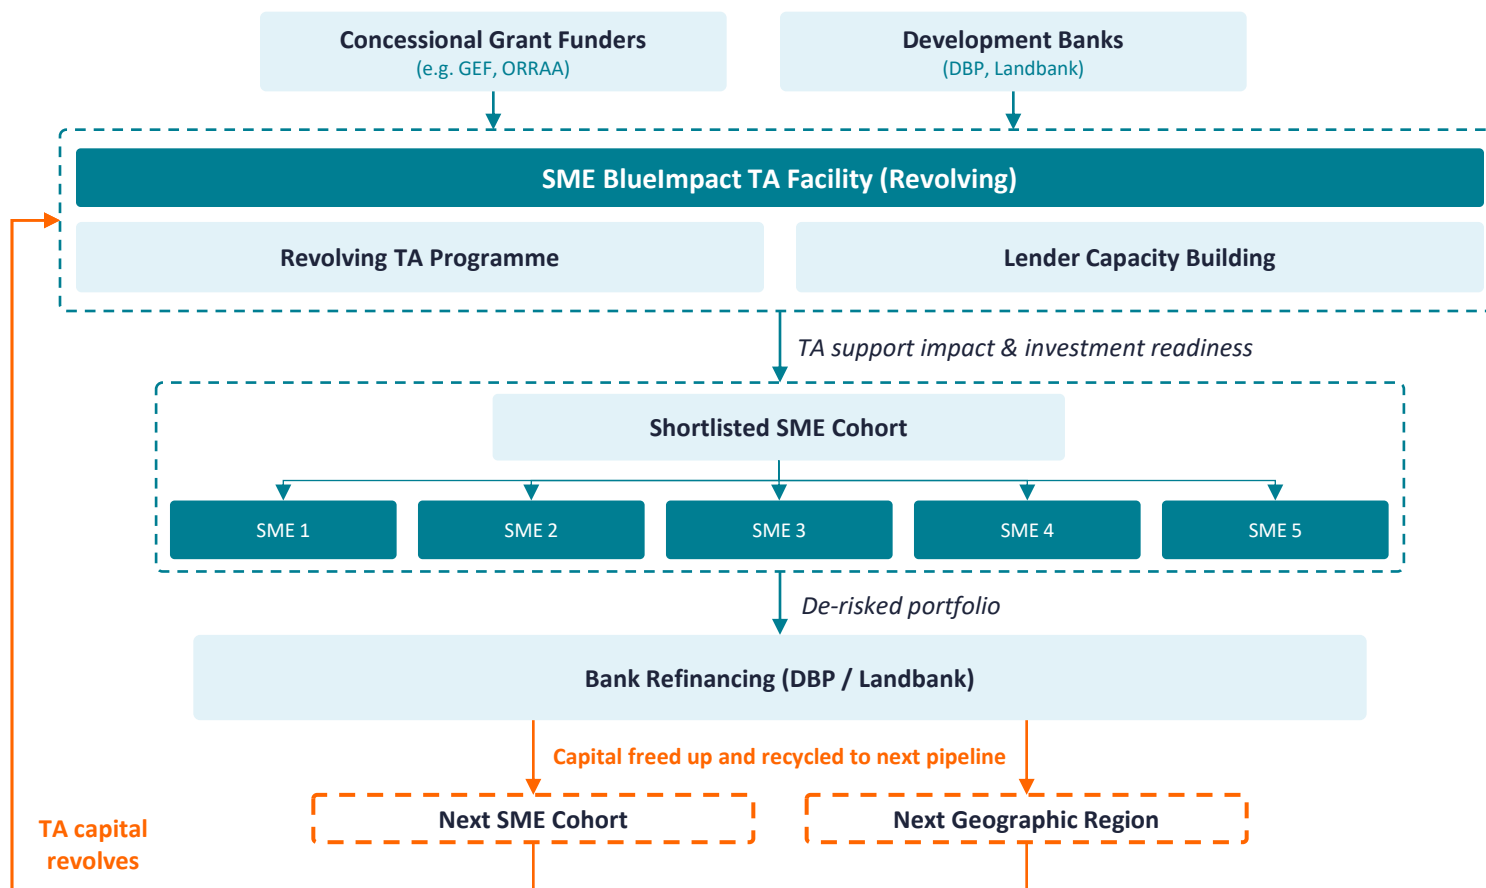 Concessional Grant Funders
(e.g. GEF, ORRAA)
Development Banks
(DBP, Landbank)
SME BlueImpact TA Facility (Revolving)
Revolving TA Programme
Lender Capacity Building
TA support impact & investment readiness
Shortlisted SME Cohort
SME 1
SME 2
SME 3
SME 4
SME 5
De-risked portfolio
Bank Refinancing (DBP / Landbank)
Capital freed up and recycled to next pipeline
Next SME Cohort
Next Geographic Region
TA capital
revolves